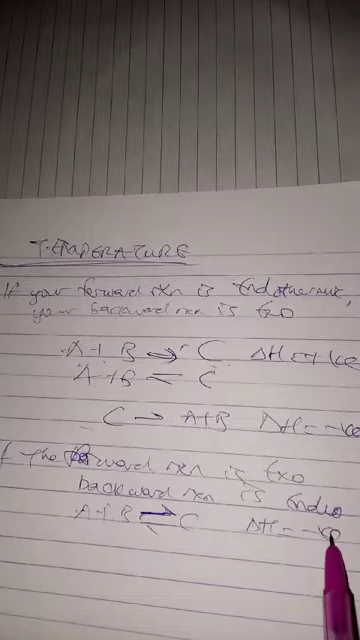 TEMPERATURE
If your forward rxn is Endothermic,
your backward rxn is Exo
A + B → C ΔH = +ve
A + B ← C
C → A + B ΔH = -ve
If the forward rxn is Exo
backward rxn is Endo
A + B ⇌ C ΔH = -ve